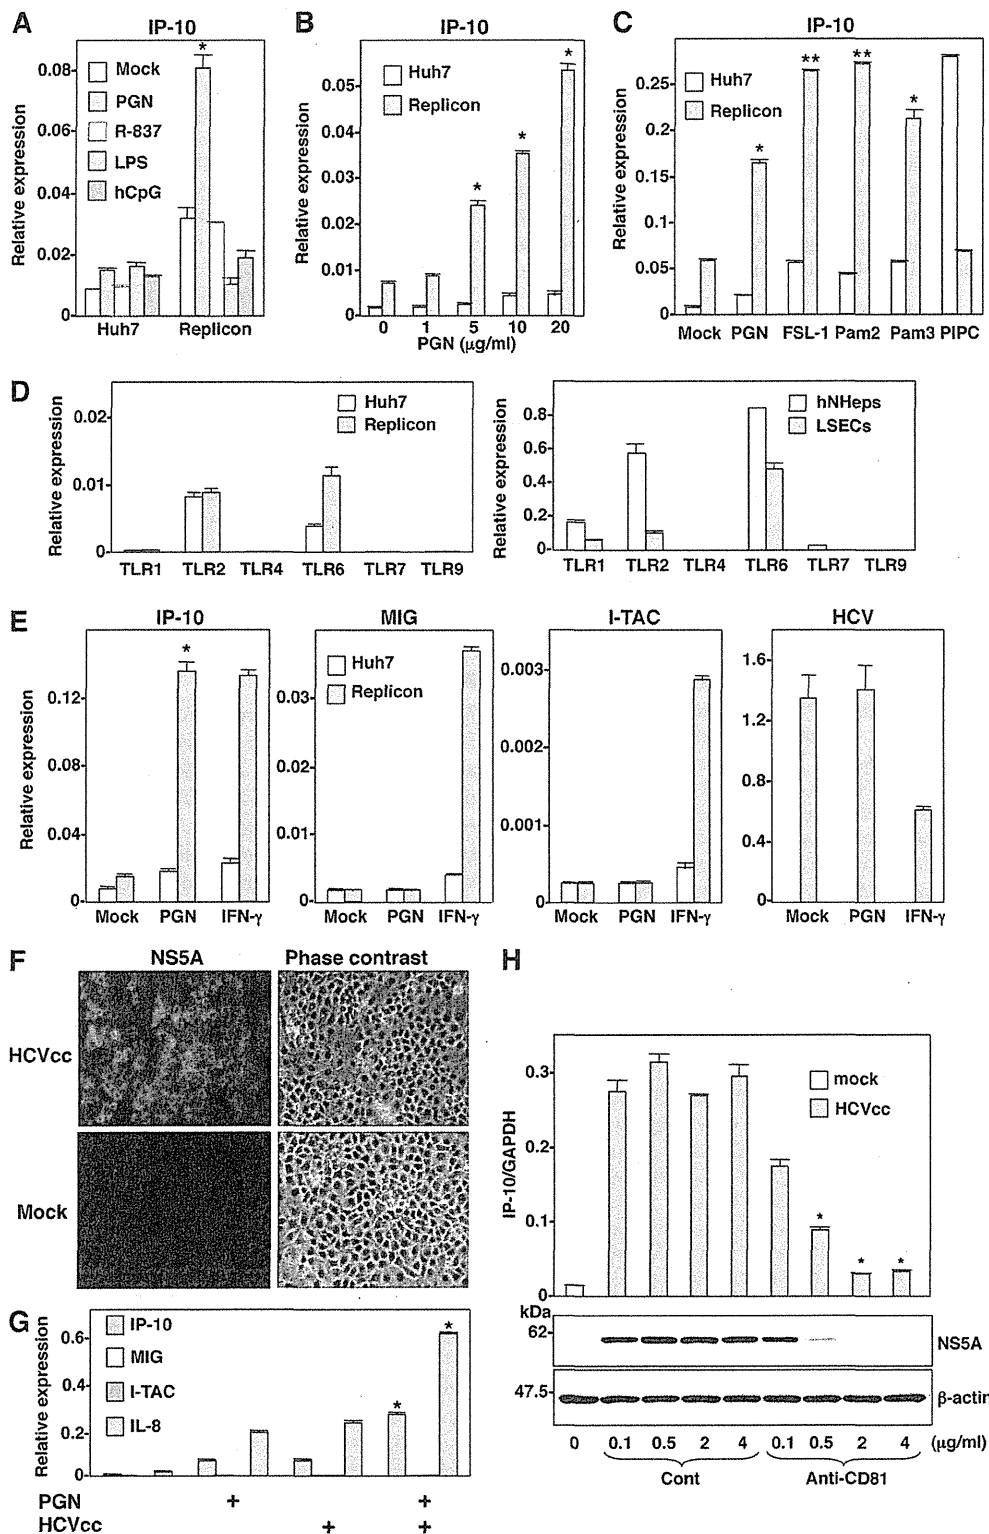 A
IP-10
Relative expression
0.08
0.06
0.04
0.02
0
Mock
PGN
R-837
LPS
hCpG
*
Huh7 Replicon
B
IP-10
Relative expression
0.05
0.04
0.03
0.02
0.01
0
Huh7
Replicon
* * *
0 1 5 10 20
PGN (μg/ml)
C
IP-10
Relative expression
0.25
0.2
0.15
0.1
0.05
0
Huh7
Replicon
* ** ** *
Mock PGN FSL-1 Pam2 Pam3 PIPC
D
Relative expression
0.02
0.01
0
Huh7
Replicon
TLR1 TLR2 TLR4 TLR6 TLR7 TLR9
Relative expression
0.8
0.6
0.4
0.2
0
hNHeps
LSECs
TLR1 TLR2 TLR4 TLR6 TLR7 TLR9
E
IP-10
Relative expression
0.12
0.08
0.04
0
*
Mock PGN IFN-γ
MIG
0.03
0.02
0.01
0
Huh7
Replicon
Mock PGN IFN-γ
I-TAC
0.003
0.002
0.001
0
Mock PGN IFN-γ
HCV
1.6
1.2
0.8
0.4
0
Mock PGN IFN-γ
F
NS5A Phase contrast
HCVcc
Mock
G
Relative expression
0.6
0.4
0.2
0
IP-10
MIG
I-TAC
IL-8
* *
PGN + +
HCVcc + +
H
IP-10/GAPDH
0.3
0.2
0.1
0
mock
HCVcc
* * *
kDa
62
NS5A
47.5
β-actin
0 0.1 0.5 2 4 0.1 0.5 2 4 (μg/ml)
Cont Anti-CD81